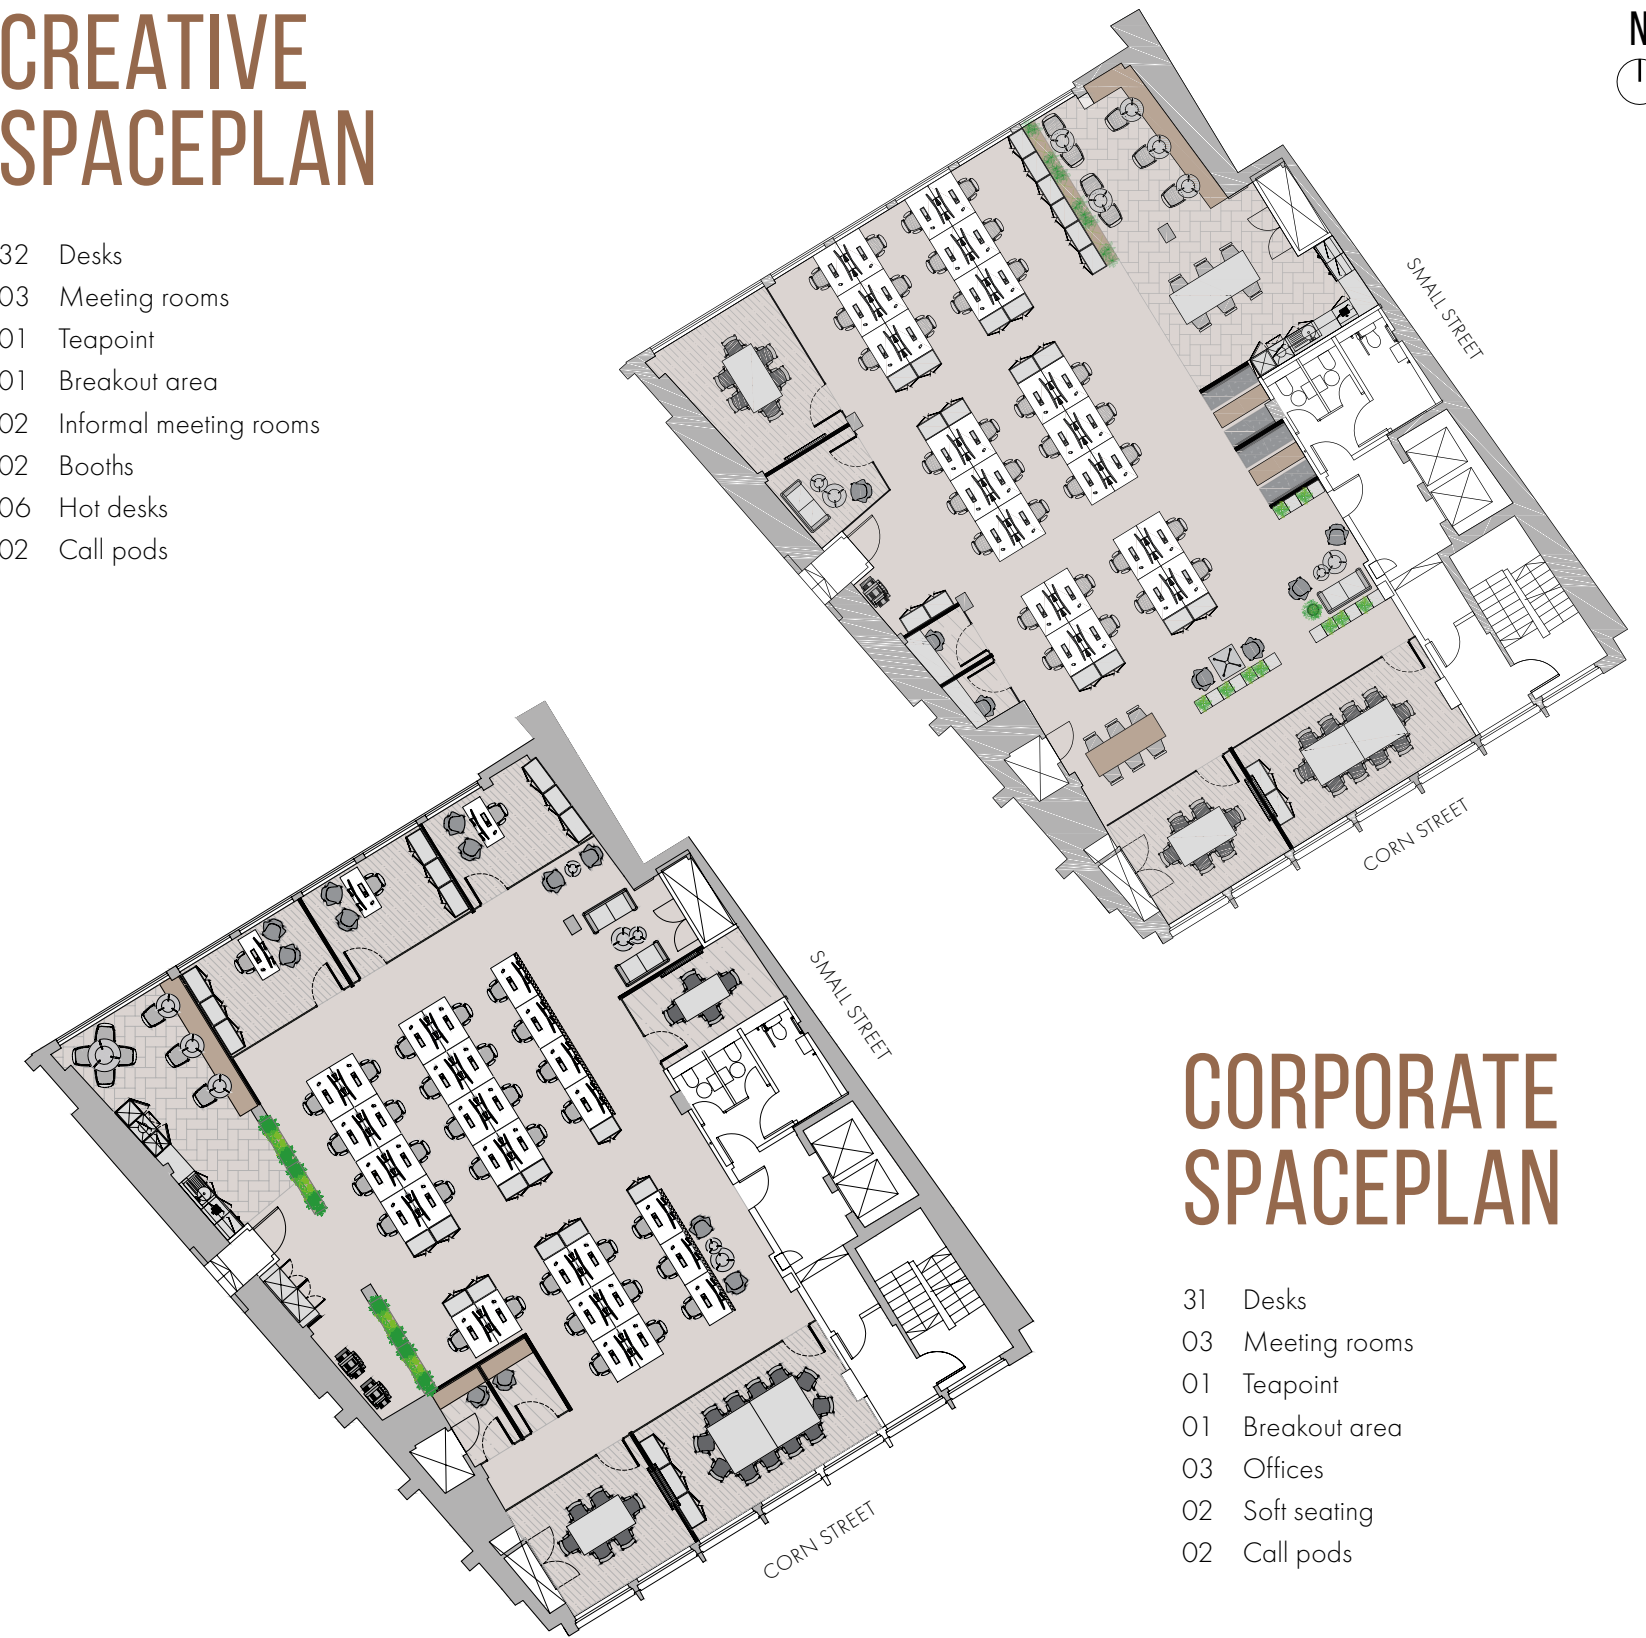 CREATIVE
SPACEPLAN
32 Desks
03 Meeting rooms
01 Teapoint
01 Breakout area
02 Informal meeting rooms
02 Booths
06 Hot desks
02 Call pods
N
SMALL STREET
CORN STREET
SMALL STREET
CORN STREET
CORPORATE
SPACEPLAN
31 Desks
03 Meeting rooms
01 Teapoint
01 Breakout area
03 Offices
02 Soft seating
02 Call pods